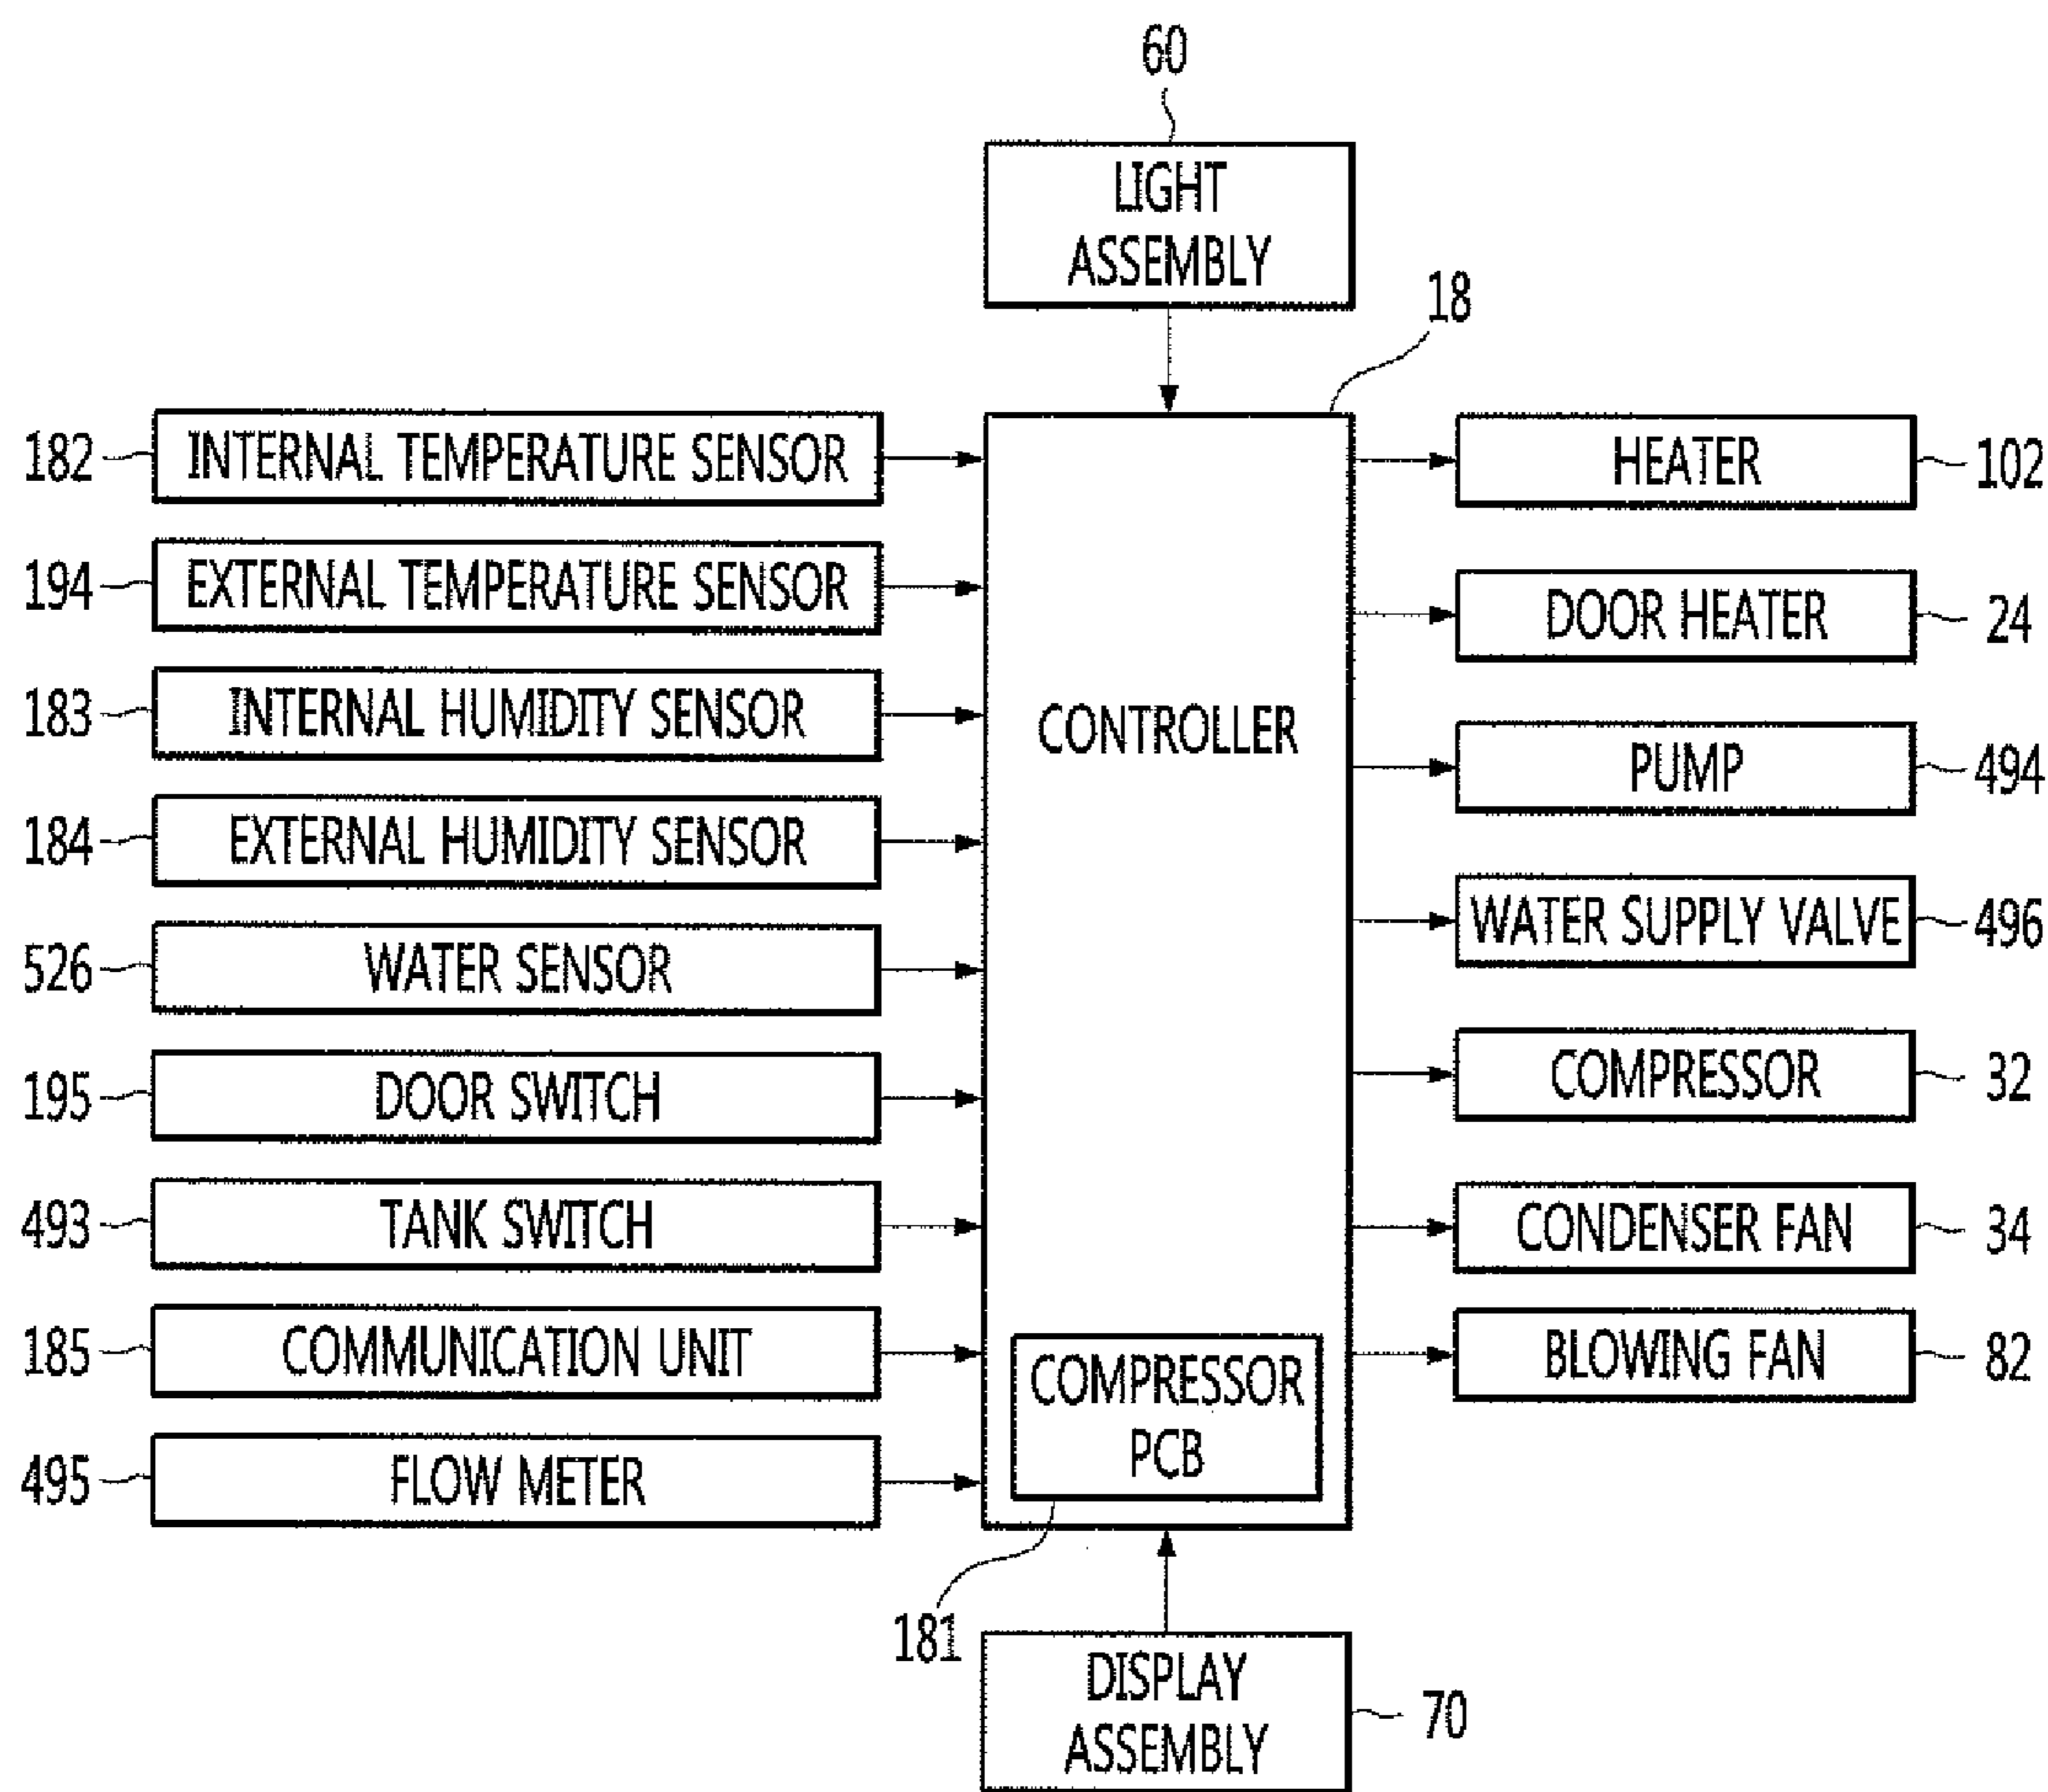 60
LIGHT
ASSEMBLY
18
182
INTERNAL TEMPERATURE SENSOR
194
EXTERNAL TEMPERATURE SENSOR
183
INTERNAL HUMIDITY SENSOR
184
EXTERNAL HUMIDITY SENSOR
526
WATER SENSOR
195
DOOR SWITCH
493
TANK SWITCH
185
COMMUNICATION UNIT
495
FLOW METER
CONTROLLER
COMPRESSOR
PCB
181
HEATER
102
DOOR HEATER
24
PUMP
494
WATER SUPPLY VALVE
496
COMPRESSOR
32
CONDENSER FAN
34
BLOWING FAN
82
DISPLAY
ASSEMBLY
70